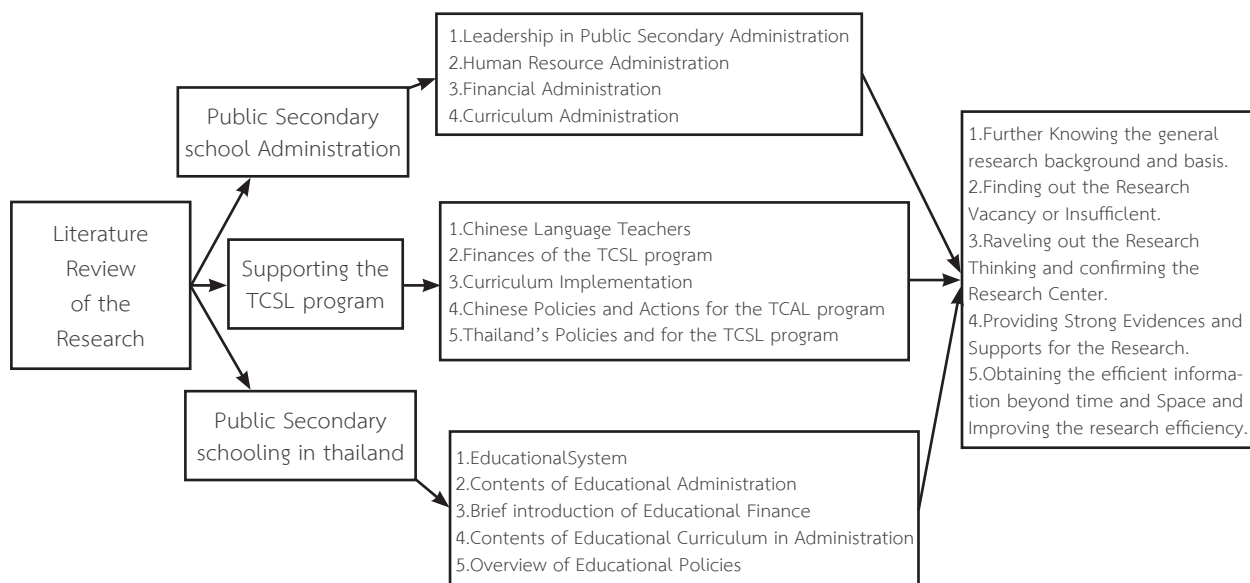 Literature
Review
of the
Research
Public Secondary
school Administration
Supporting the
TCSL program
Public Secondary
schooling in thailand
1.Leadership in Public Secondary Administration
2.Human Resource Administration
3.Financial Administration
4.Curriculum Administration
1.Chinese Language Teachers
2.Finances of the TCSL program
3.Curriculum Implementation
4.Chinese Policies and Actions for the TCAL program
5.Thailand's Policies and for the TCSL program
1.EducationalSystem
2.Contents of Educational Administration
3.Brief introduction of Educational Finance
4.Contents of Educational Curriculum in Administration
5.Overview of Educational Policies
1.Further Knowing the general
research background and basis.
2.Finding out the Research
Vacancy or Insufficlent.
3.Raveling out the Research
Thinking and confirming the
Research Center.
4.Providing Strong Evidences and
Supports for the Research.
5.Obtaining the efficient informa-
tion beyond time and Space and
Improving the research efficiency.